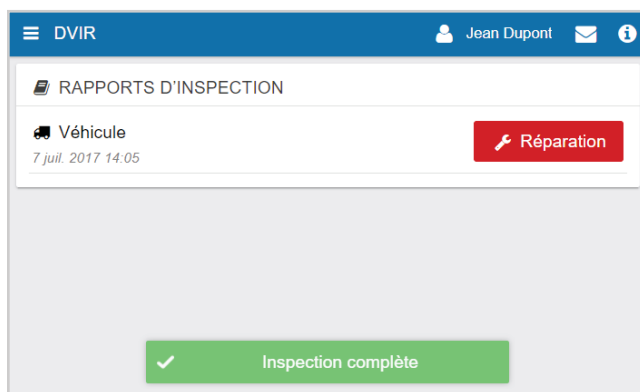 DVIR Jean Dupont
RAPPORTS D'INSPECTION
Véhicule
7 juil. 2017 14:05
Réparation
Inspection complète